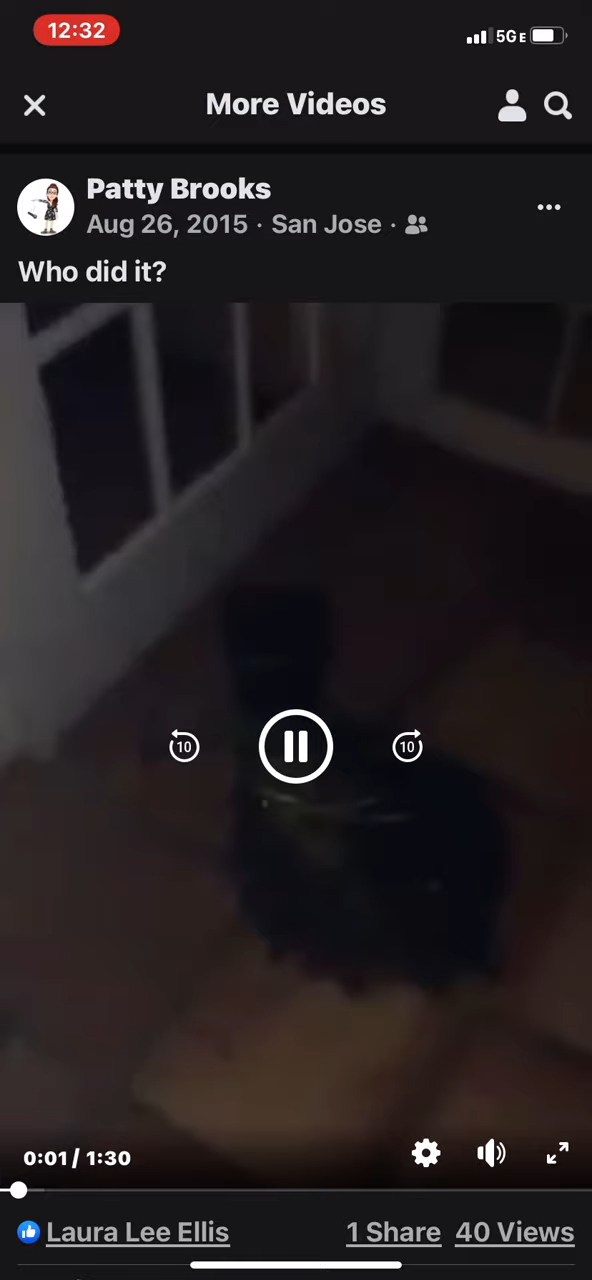 12:32
5GE
More Videos
Patty Brooks
Aug 26, 2015 · San Jose ·
Who did it?
10
10
0:01 / 1:30
Laura Lee Ellis 1 Share 40 Views